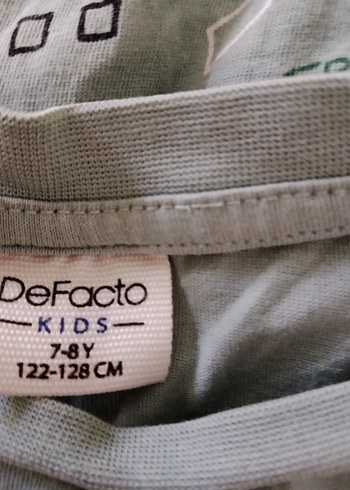 DeFacto
KIDS
7-8 Y
122-128 CM